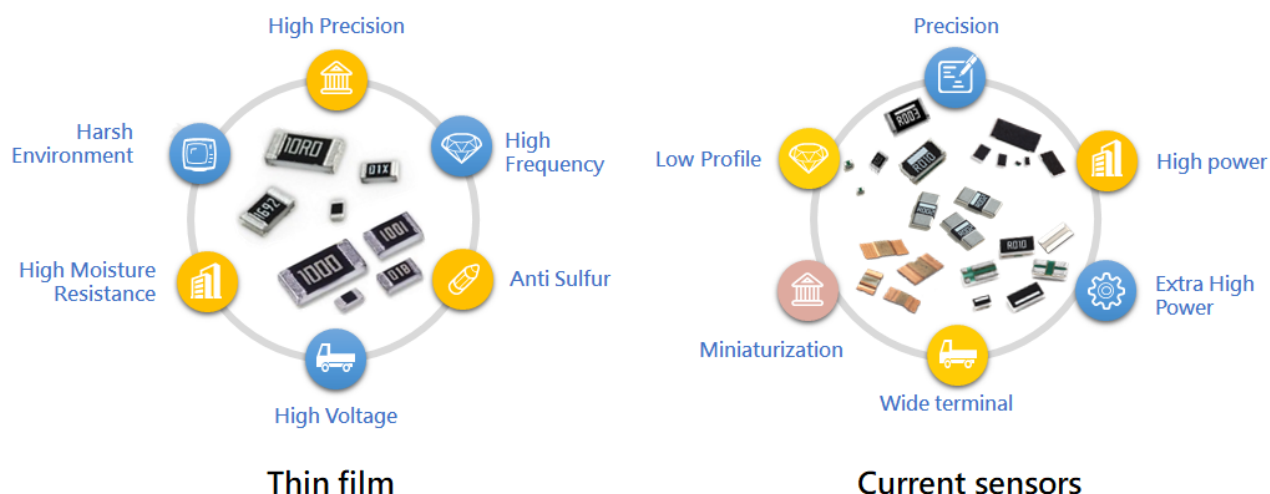 High Precision
Harsh
Environment
High
Frequency
High Moisture
Resistance
Anti Sulfur
High Voltage
Thin film
10R0
01X
1692
1001
1000
018
Precision
Low Profile
High power
Miniaturization
Extra High
Power
Wide terminal
Current sensors
R003
R010
R010